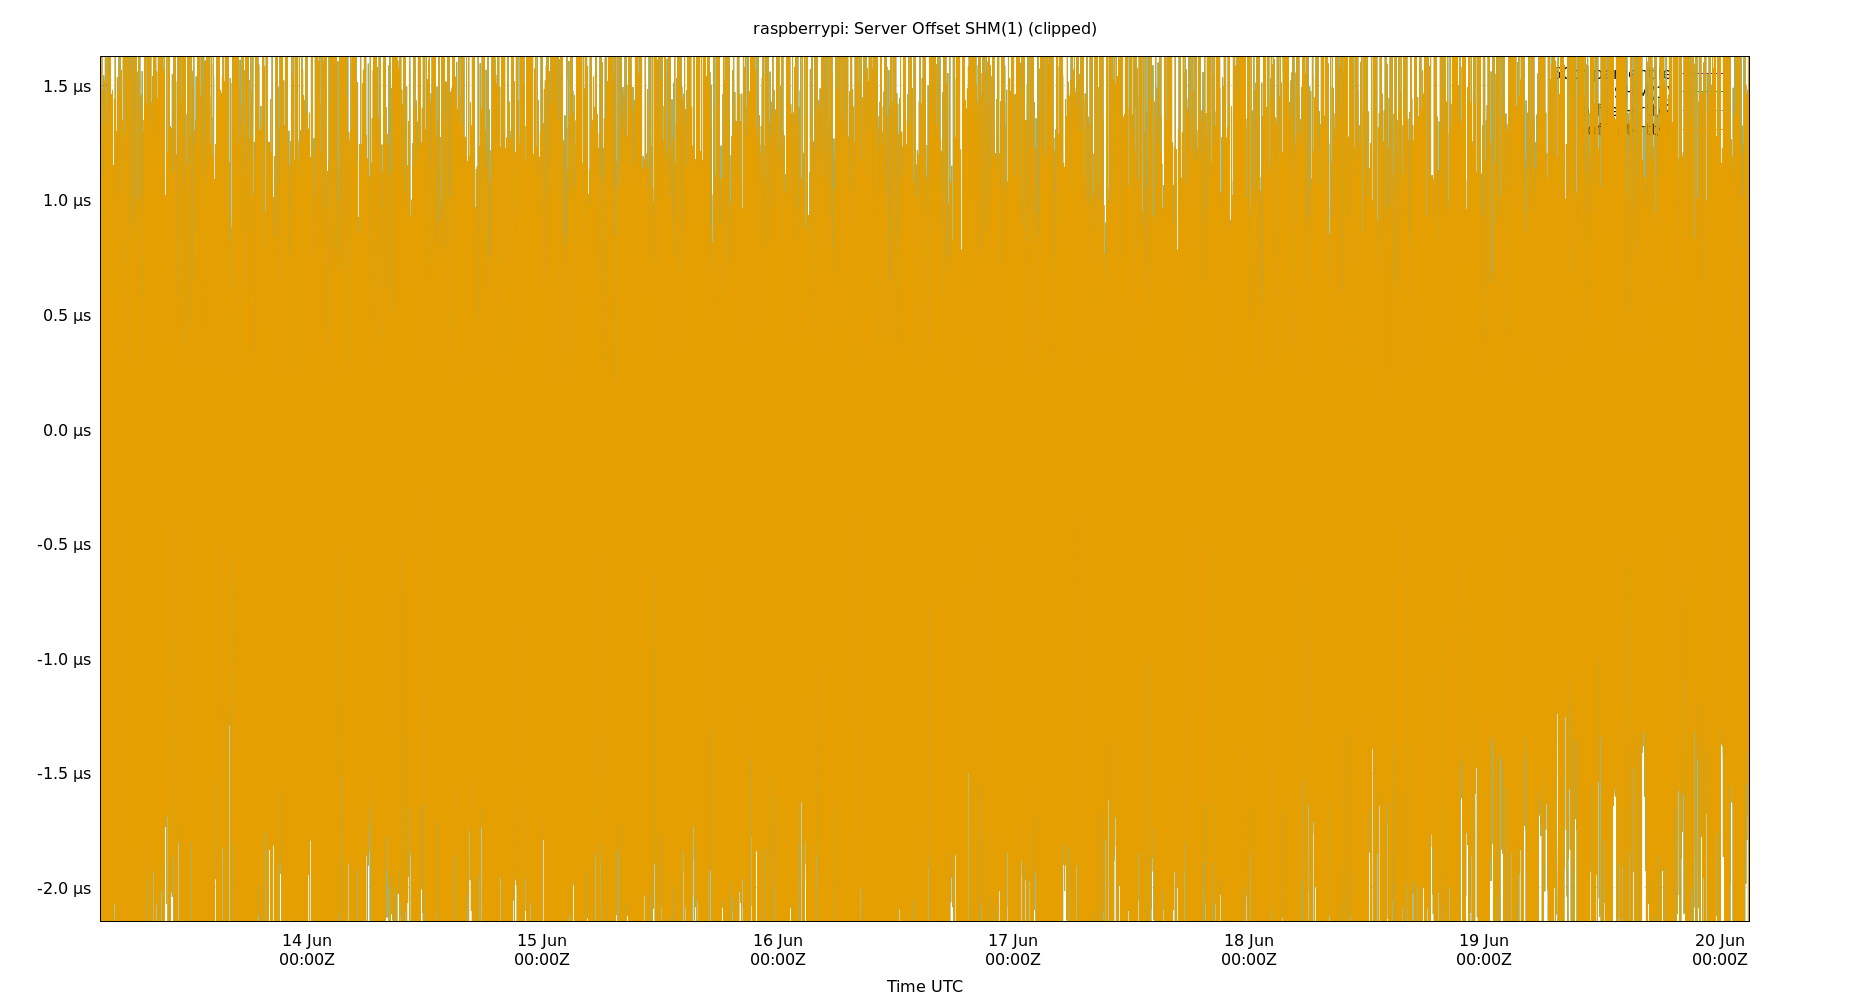 raspberrypi: Server Offset SHM(1) (clipped)
1.5 µs
1.0 µs
0.5 µs
0.0 µs
-0.5 µs
-1.0 µs
-1.5 µs
-2.0 µs
14 Jun 15 Jun 16 Jun 17 Jun 18 Jun 19 Jun 20 Jun
00:00Z 00:00Z 00:00Z 00:00Z 00:00Z 00:00Z 00:00Z
Time UTC